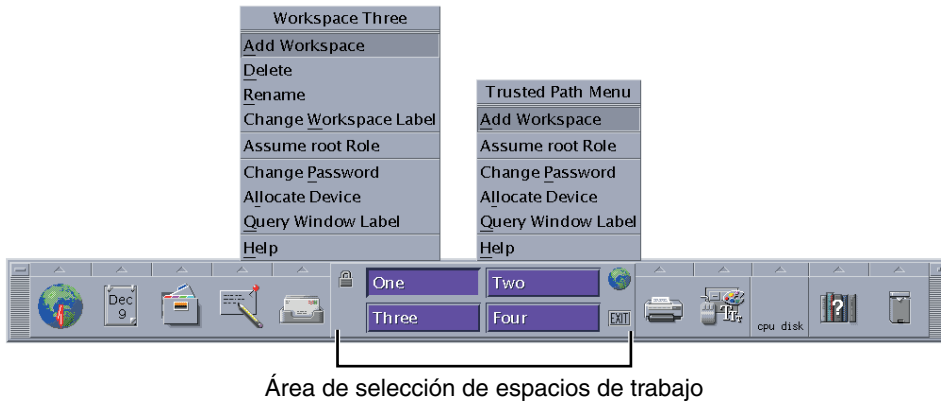 Workspace Three
Add Workspace
Delete
Rename
Change Workspace Label
Assume root Role
Change Password
Allocate Device
Query Window Label
Help
Trusted Path Menu
Add Workspace
Assume root Role
Change Password
Allocate Device
Query Window Label
Help
Dec
9
One
Two
Three
Four
EXIT
cpu disk
?
Área de selección de espacios de trabajo